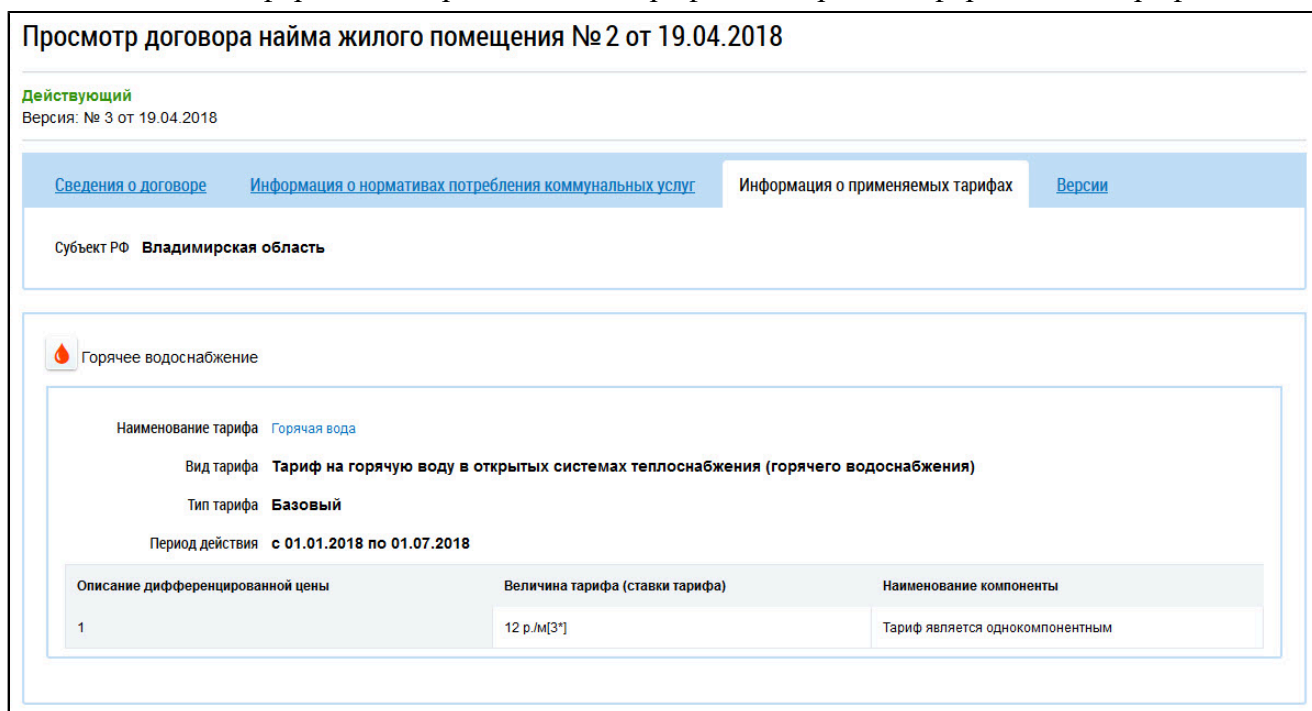 Просмотр договора найма жилого помещения № 2 от 19.04.2018
Действующий
Версия: № 3 от 19.04.2018
Сведения о договоре Информация о нормативах потребления коммунальных услуг Информация о применяемых тарифах Версии
Субъект РФ Владимирская область
Горячее водоснабжение
Наименование тарифа Горячая вода
Вид тарифа Тариф на горячую воду в открытых системах теплоснабжения (горячего водоснабжения)
Тип тарифа Базовый
Период действия с 01.01.2018 по 01.07.2018
Описание дифференцированной цены Величина тарифа (ставки тарифа) Наименование компоненты
1 12 р./м[3*] Тариф является однокомпонентным